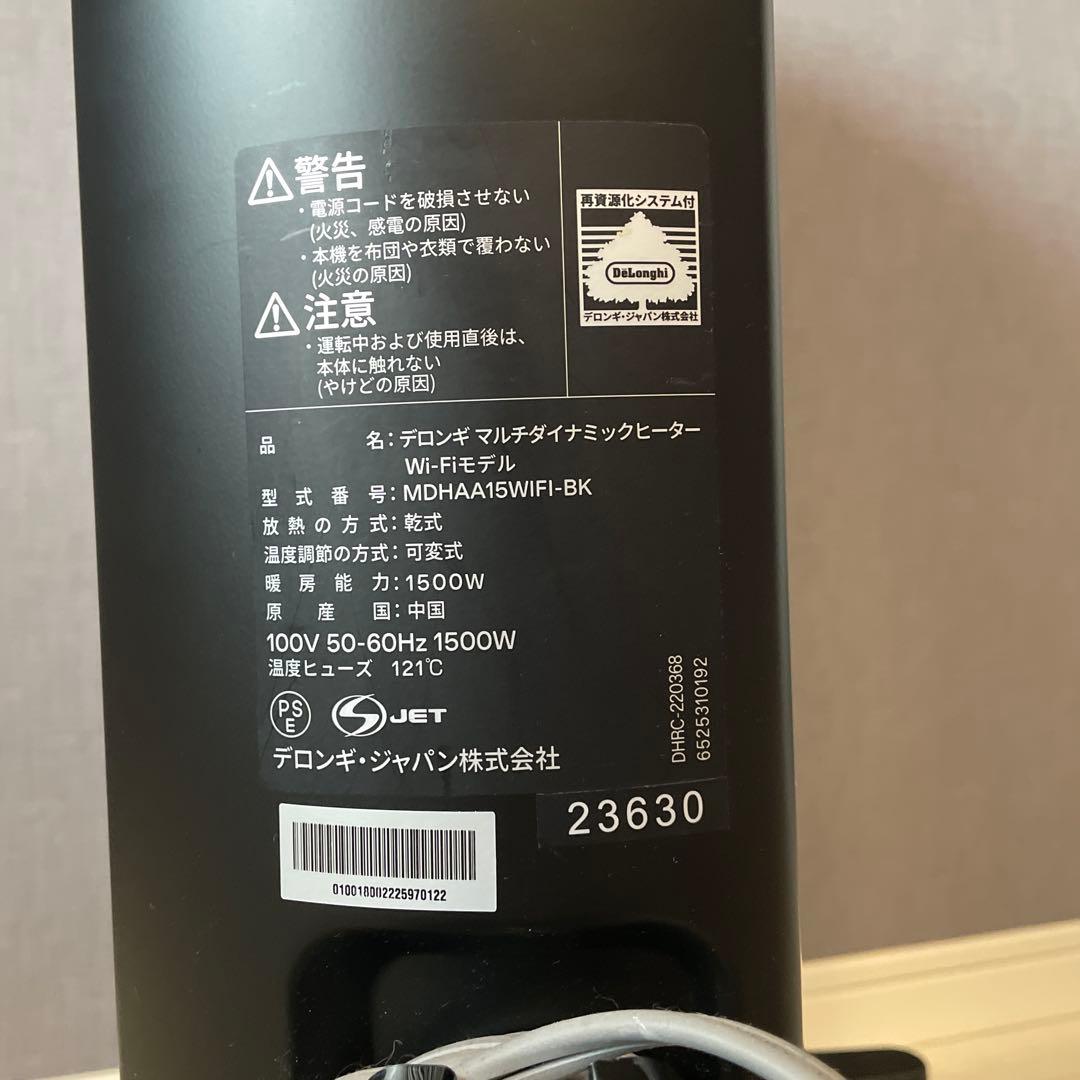 警告
・電源コードを破損させない
(火災、感電の原因)
・本機を布団や衣類で覆わない
(火災の原因)
注意
・運転中および使用直後は、
本体に触れない
(やけどの原因)
再資源化システム付
DeLonghi
デロンギ・ジャパン株式会社
品名：デロンギ マルチダイナミックヒーター
Wi-Fiモデル
型式番号：MDHAA15WIFI-BK
放熱の方式：乾式
温度調節の方式：可変式
暖房能力：1500W
原産国：中国
100V 50-60Hz 1500W
温度ヒューズ 121℃
PS
E
S JET
デロンギ・ジャパン株式会社
DHRC-220368
6525310192
23630
010018002225970122